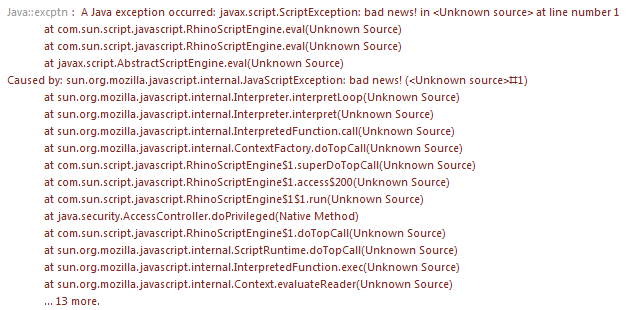 Java::excptn : A Java exception occurred: javax.script.ScriptException: bad news! in <Unknown source> at line number 1
at com.sun.script.javascript.RhinoScriptEngine.eval(Unknown Source)
at com.sun.script.javascript.RhinoScriptEngine.eval(Unknown Source)
at javax.script.AbstractScriptEngine.eval(Unknown Source)
Caused by: sun.org.mozilla.javascript.internal.JavaScriptException: bad news! (<Unknown source>#1)
at sun.org.mozilla.javascript.internal.Interpreter.interpretLoop(Unknown Source)
at sun.org.mozilla.javascript.internal.Interpreter.interpret(Unknown Source)
at sun.org.mozilla.javascript.internal.InterpretedFunction.call(Unknown Source)
at sun.org.mozilla.javascript.internal.ContextFactory.doTopCall(Unknown Source)
at com.sun.script.javascript.RhinoScriptEngine$1.superDoTopCall(Unknown Source)
at com.sun.script.javascript.RhinoScriptEngine$1.access$200(Unknown Source)
at com.sun.script.javascript.RhinoScriptEngine$1$1.run(Unknown Source)
at java.security.AccessController.doPrivileged(Native Method)
at com.sun.script.javascript.RhinoScriptEngine$1.doTopCall(Unknown Source)
at sun.org.mozilla.javascript.internal.ScriptRuntime.doTopCall(Unknown Source)
at sun.org.mozilla.javascript.internal.InterpretedFunction.exec(Unknown Source)
at sun.org.mozilla.javascript.internal.Context.evaluateReader(Unknown Source)
... 13 more.